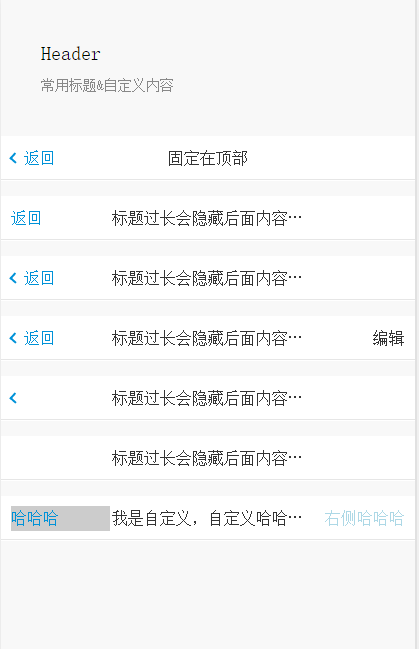 Header
常用标题&自定义内容
返回 固定在顶部
返回 标题过长会隐藏后面内容…
返回 标题过长会隐藏后面内容…
返回 标题过长会隐藏后面内容… 编辑
标题过长会隐藏后面内容…
标题过长会隐藏后面内容…
哈哈哈 我是自定义，自定义哈哈… 右侧哈哈哈